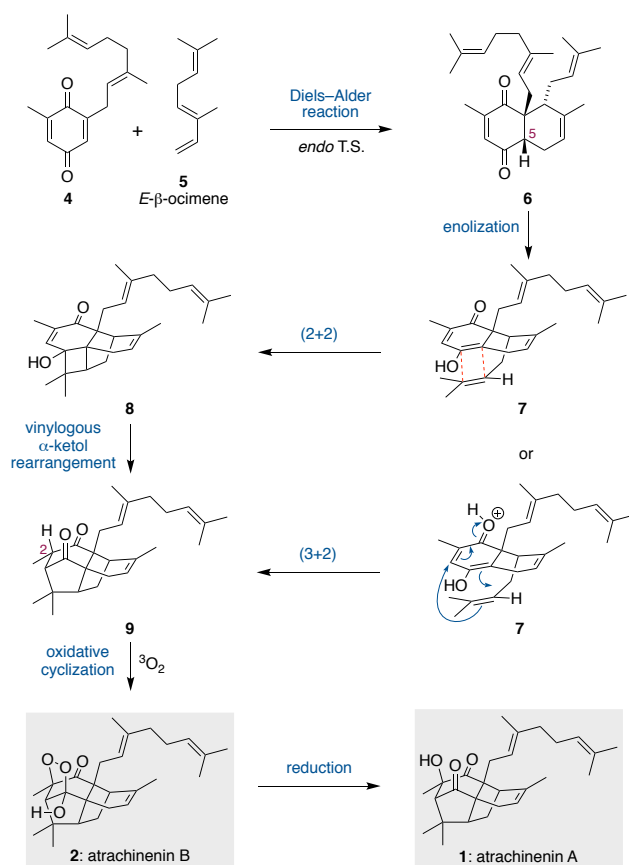 O
O
4
+
5
E-β-ocimene
Diels–Alder
reaction
endo T.S.
O
5
O
H
6
enolization
O
HO
8
(2+2)
O
HO
H
7
or
vinylogous
α-ketol
rearrangement
H
O
O
2
9
(3+2)
H
⊕
O
HO
H
7
oxidative
cyclization
³O₂
O
O
O
H
O
2: atrachinenin B
reduction
HO
O
O
1: atrachinenin A